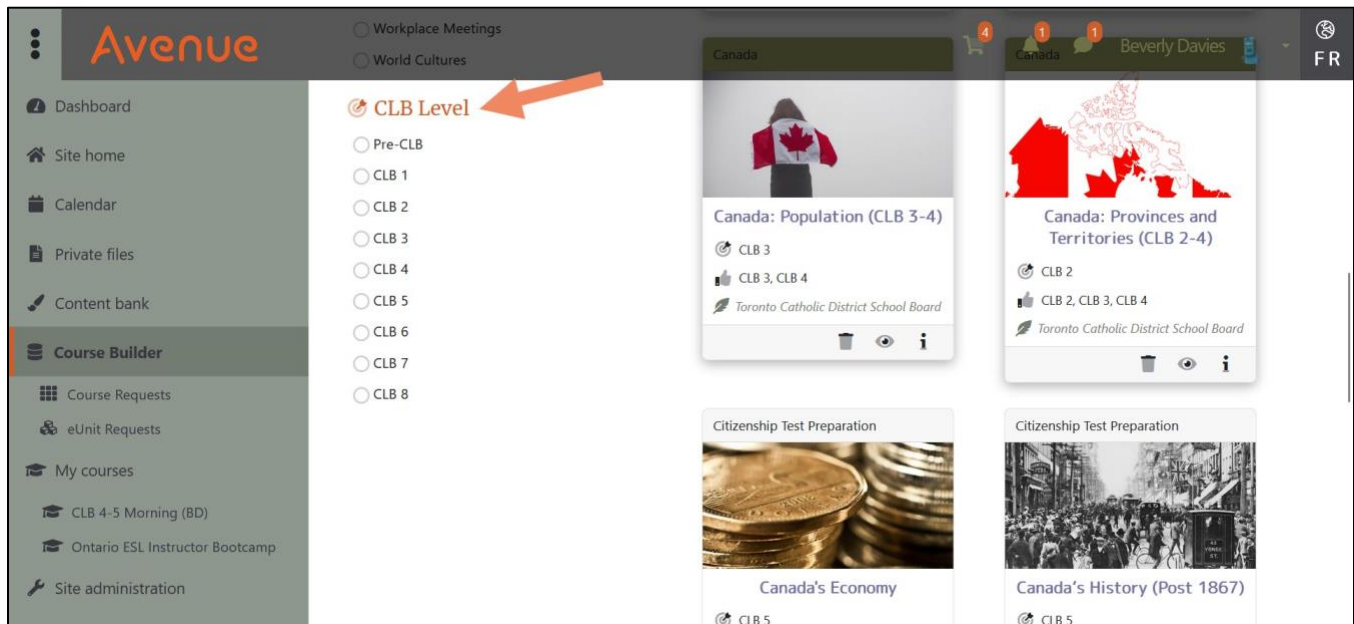 Avenue
4
1
1
Beverly Davies
FR
Dashboard
Site home
Calendar
Private files
Content bank
Course Builder
Course Requests
eUnit Requests
My courses
CLB 4-5 Morning (BD)
Ontario ESL Instructor Bootcamp
Site administration
Workplace Meetings
World Cultures
CLB Level
Pre-CLB
CLB 1
CLB 2
CLB 3
CLB 4
CLB 5
CLB 6
CLB 7
CLB 8
Canada
Canada: Population (CLB 3-4)
CLB 3
CLB 3, CLB 4
Toronto Catholic District School Board
i
Canada
Canada: Provinces and
Territories (CLB 2-4)
CLB 2
CLB 2, CLB 3, CLB 4
Toronto Catholic District School Board
i
Citizenship Test Preparation
Canada's Economy
CLB 5
Citizenship Test Preparation
Canada’s History (Post 1867)
CLB 5